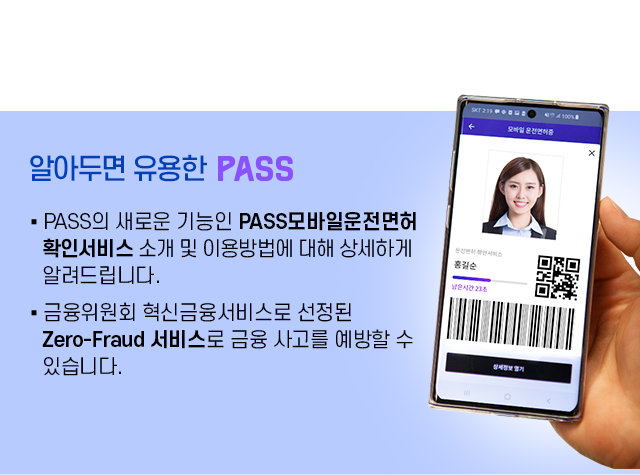 알아두면 유용한 PASS
▪ PASS의 새로운 기능인 PASS모바일운전면허
확인서비스 소개 및 이용방법에 대해 상세하게
알려드립니다.
▪ 금융위원회 혁신금융서비스로 선정된
Zero-Fraud 서비스로 금융 사고를 예방할 수
있습니다.
SKT 2:19
100%
모바일 운전면허증
운전면허 확인서비스
홍길순
남은시간 23초
상세정보 열기